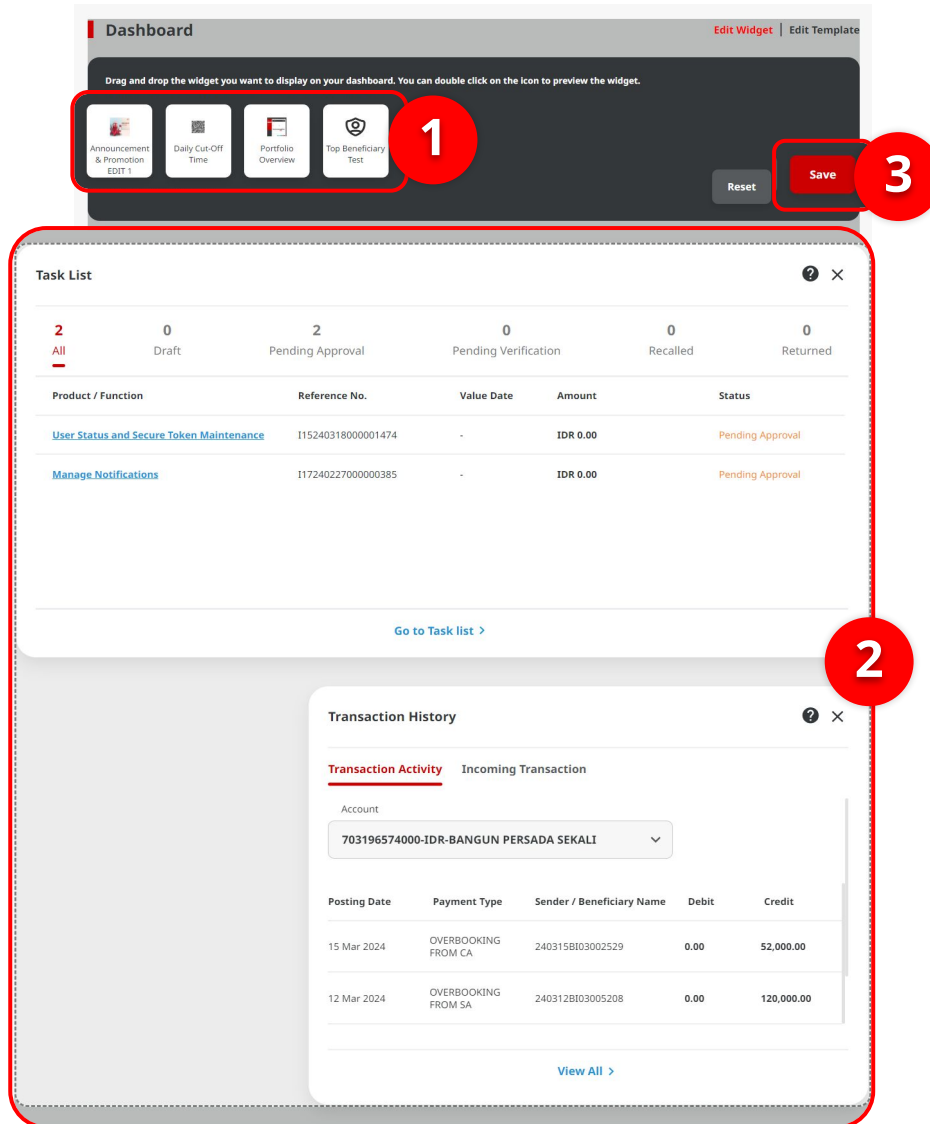 Dashboard
Edit Widget | Edit Template
Drag and drop the widget you want to display on your dashboard. You can double click on the icon to preview the widget.
Announcement
& Promotion
EDIT 1
Daily Cut-Off
Time
Portfolio
Overview
Top Beneficiary
Test
1
Reset
Save
3
Task List
2 0 2 0 0 0
All Draft Pending Approval Pending Verification Recalled Returned
Product / Function Reference No. Value Date Amount Status
User Status and Secure Token Maintenance I15240318000001474 - IDR 0.00 Pending Approval
Manage Notifications I17240227000000385 - IDR 0.00 Pending Approval
Go to Task list >
2
Transaction History
Transaction Activity Incoming Transaction
Account
703196574000-IDR-BANGUN PERSADA SEKALI
Posting Date Payment Type Sender / Beneficiary Name Debit Credit
15 Mar 2024 OVERBOOKING FROM CA 240315BI03002529 0.00 52,000.00
12 Mar 2024 OVERBOOKING FROM SA 240312BI03005208 0.00 120,000.00
View All >